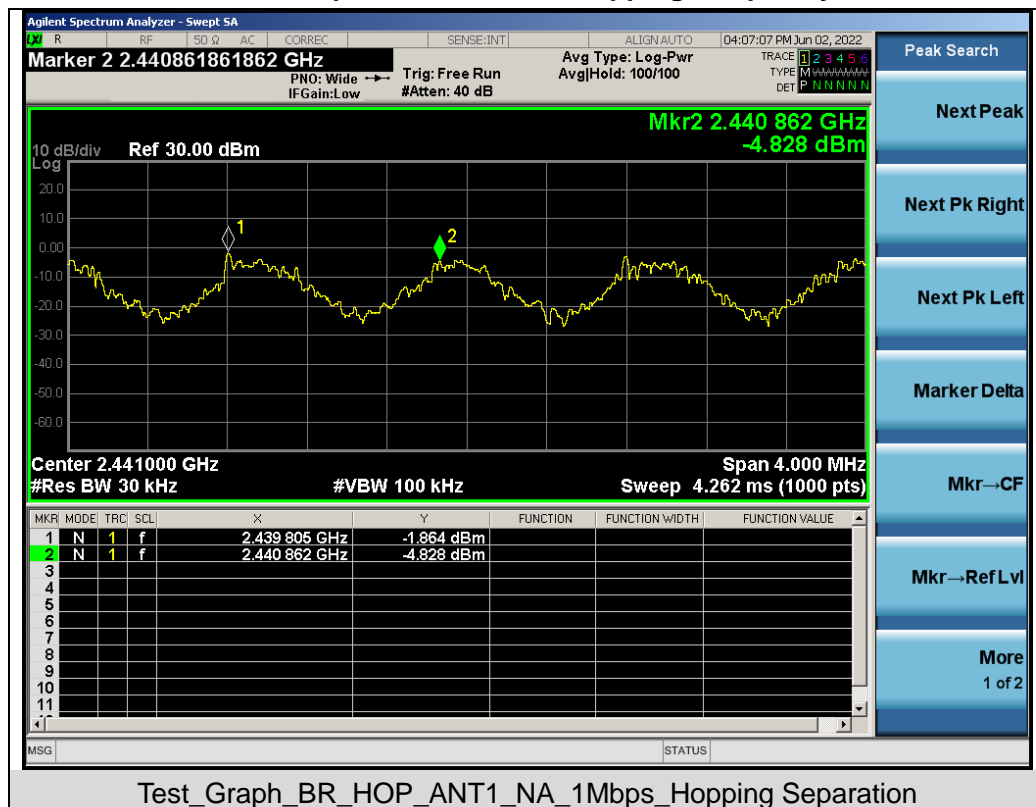 Agilent Spectrum Analyzer - Swept SA
LXI R RF 50 Ω AC CORREC SENSE:INT ALIGN AUTO 04:07:07 PM Jun 02, 2022
Marker 2 2.440861861862 GHz
PNO: Wide
IFGain:Low
Trig: Free Run
#Atten: 40 dB
Avg Type: Log-Pwr
Avg|Hold: 100/100
TRACE 1 2 3 4 5 6
TYPE M
DET P N N N N N
Mkr2 2.440 862 GHz
-4.828 dBm
10 dB/div Ref 30.00 dBm
Log
20.0
10.0
0.00
-10.0
-20.0
-30.0
-40.0
-50.0
-60.0
1
2
Center 2.441000 GHz Span 4.000 MHz
#Res BW 30 kHz #VBW 100 kHz Sweep 4.262 ms (1000 pts)
MKR MODE TRC SCL X Y FUNCTION FUNCTION WIDTH FUNCTION VALUE
1 N 1 f 2.439 805 GHz -1.864 dBm
2 N 1 f 2.440 862 GHz -4.828 dBm
3
4
5
6
7
8
9
10
11
MSG STATUS
Peak Search
Next Peak
Next Pk Right
Next Pk Left
Marker Delta
Mkr→CF
Mkr→Ref Lvl
More
1 of 2
Test_Graph_BR_HOP_ANT1_NA_1Mbps_Hopping Separation